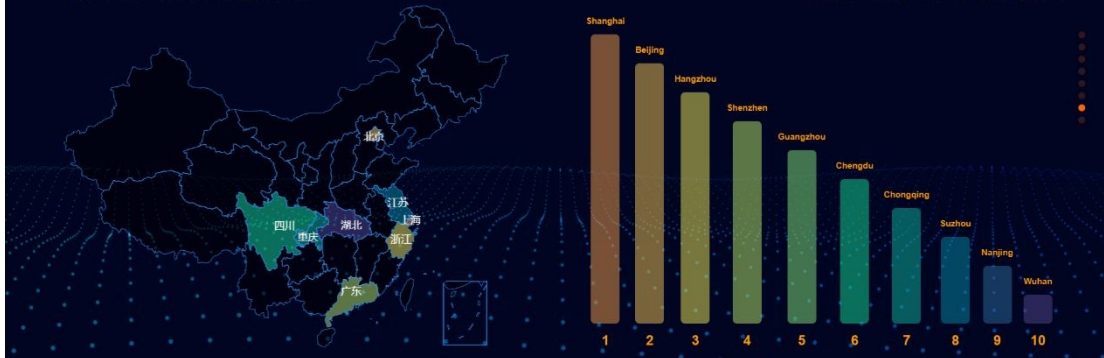 北京
江苏
上海
四川
重庆
湖北
浙江
广东
Shanghai
Beijing
Hangzhou
Shenzhen
Guangzhou
Chengdu
Chongqing
Suzhou
Nanjing
Wuhan
1 2 3 4 5 6 7 8 9 10